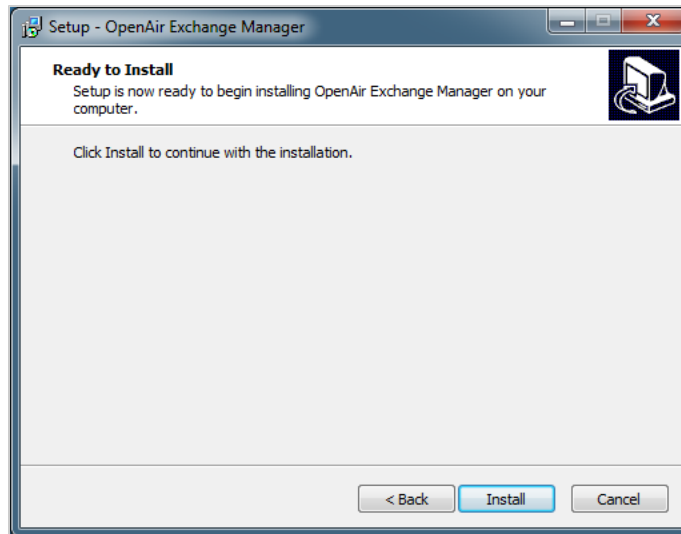 Setup - OpenAir Exchange Manager
Ready to Install
Setup is now ready to begin installing OpenAir Exchange Manager on your
computer.
Click Install to continue with the installation.
< Back Install Cancel